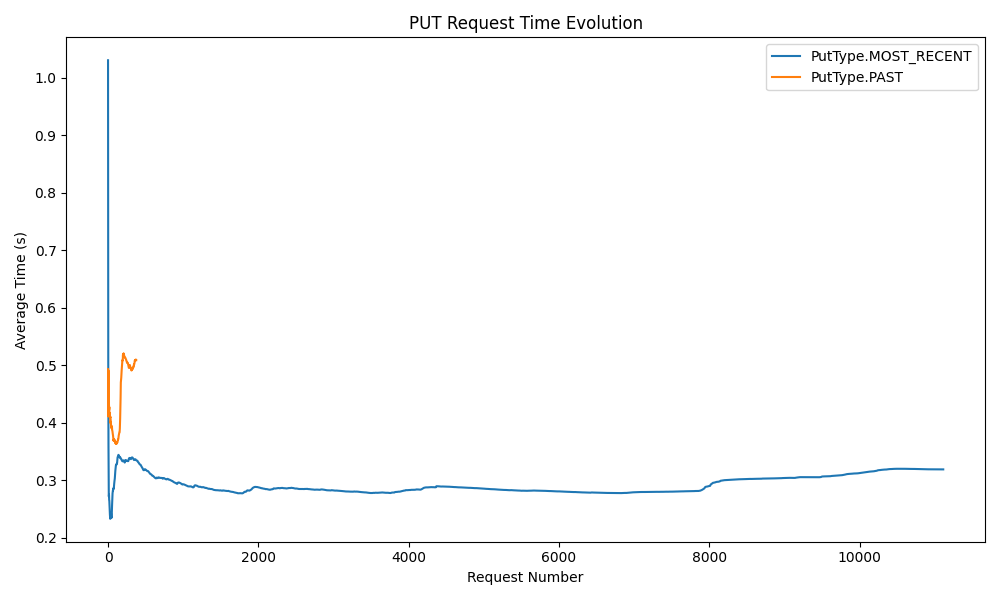 PUT Request Time Evolution
PutType.MOST_RECENT
PutType.PAST
1.0
0.9
0.8
0.7
0.6
0.5
0.4
0.3
0.2
Average Time (s)
0 2000 4000 6000 8000 10000
Request Number